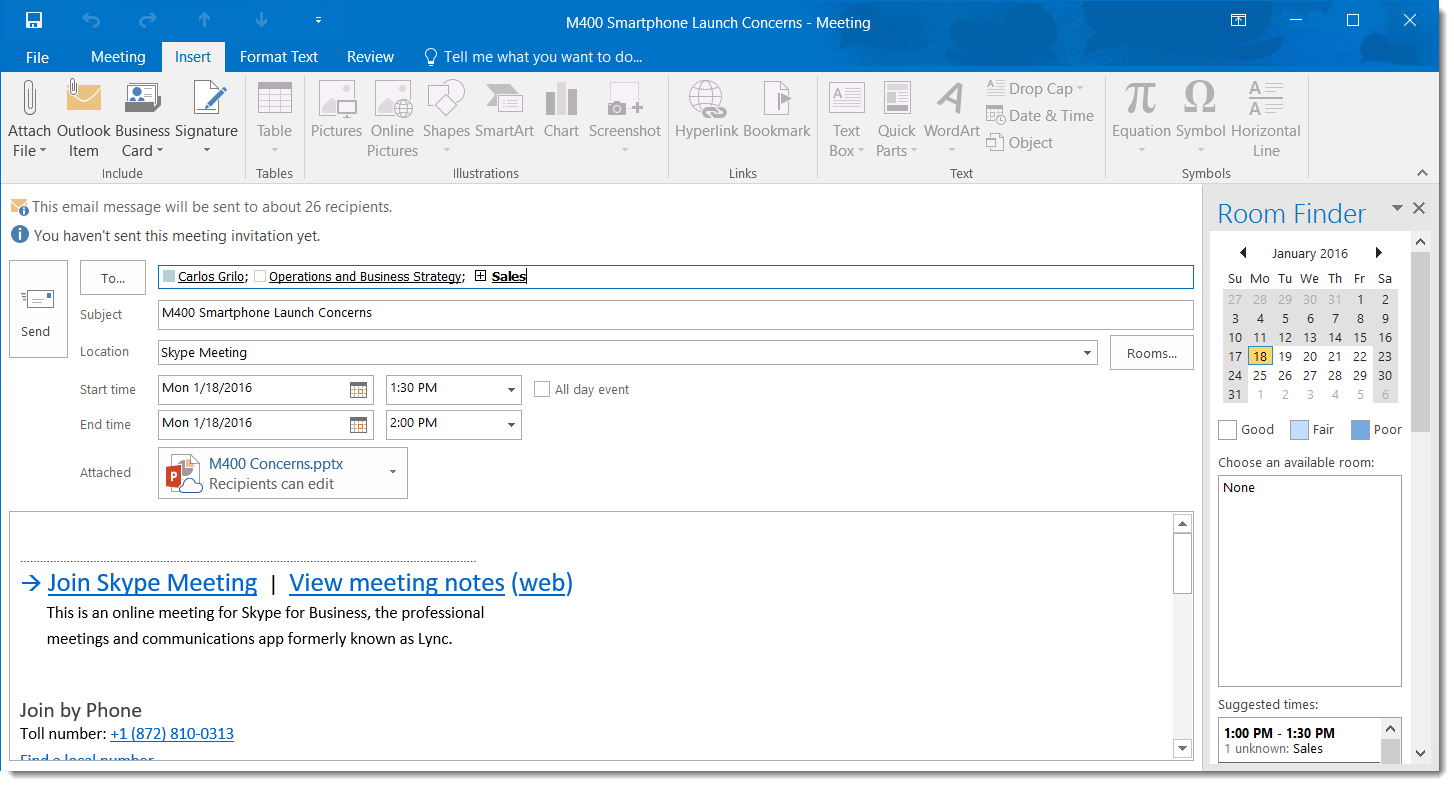 M400 Smartphone Launch Concerns - Meeting
File Meeting Insert Format Text Review Tell me what you want to do...
Attach File
Outlook Item
Business Card
Signature
Include
Table
Tables
Pictures
Online Pictures
Shapes
SmartArt
Chart
Screenshot
Illustrations
Hyperlink
Bookmark
Links
Text Box
Quick Parts
WordArt
Drop Cap
Date & Time
Object
Text
Equation
Symbol
Horizontal Line
Symbols
This email message will be sent to about 26 recipients.
You haven't sent this meeting invitation yet.
Send
To... Carlos Grilo; Operations and Business Strategy; Sales
Subject M400 Smartphone Launch Concerns
Location Skype Meeting Rooms...
Start time Mon 1/18/2016 1:30 PM All day event
End time Mon 1/18/2016 2:00 PM
Attached M400 Concerns.pptx
Recipients can edit
→ Join Skype Meeting | View meeting notes (web)
This is an online meeting for Skype for Business, the professional
meetings and communications app formerly known as Lync.
Join by Phone
Toll number: +1 (872) 810-0313
Find a local number
Room Finder
January 2016
Su Mo Tu We Th Fr Sa
27 28 29 30 31 1 2
3 4 5 6 7 8 9
10 11 12 13 14 15 16
17 18 19 20 21 22 23
24 25 26 27 28 29 30
31 1 2 3 4 5 6
Good Fair Poor
Choose an available room:
None
Suggested times:
1:00 PM - 1:30 PM
1 unknown: Sales